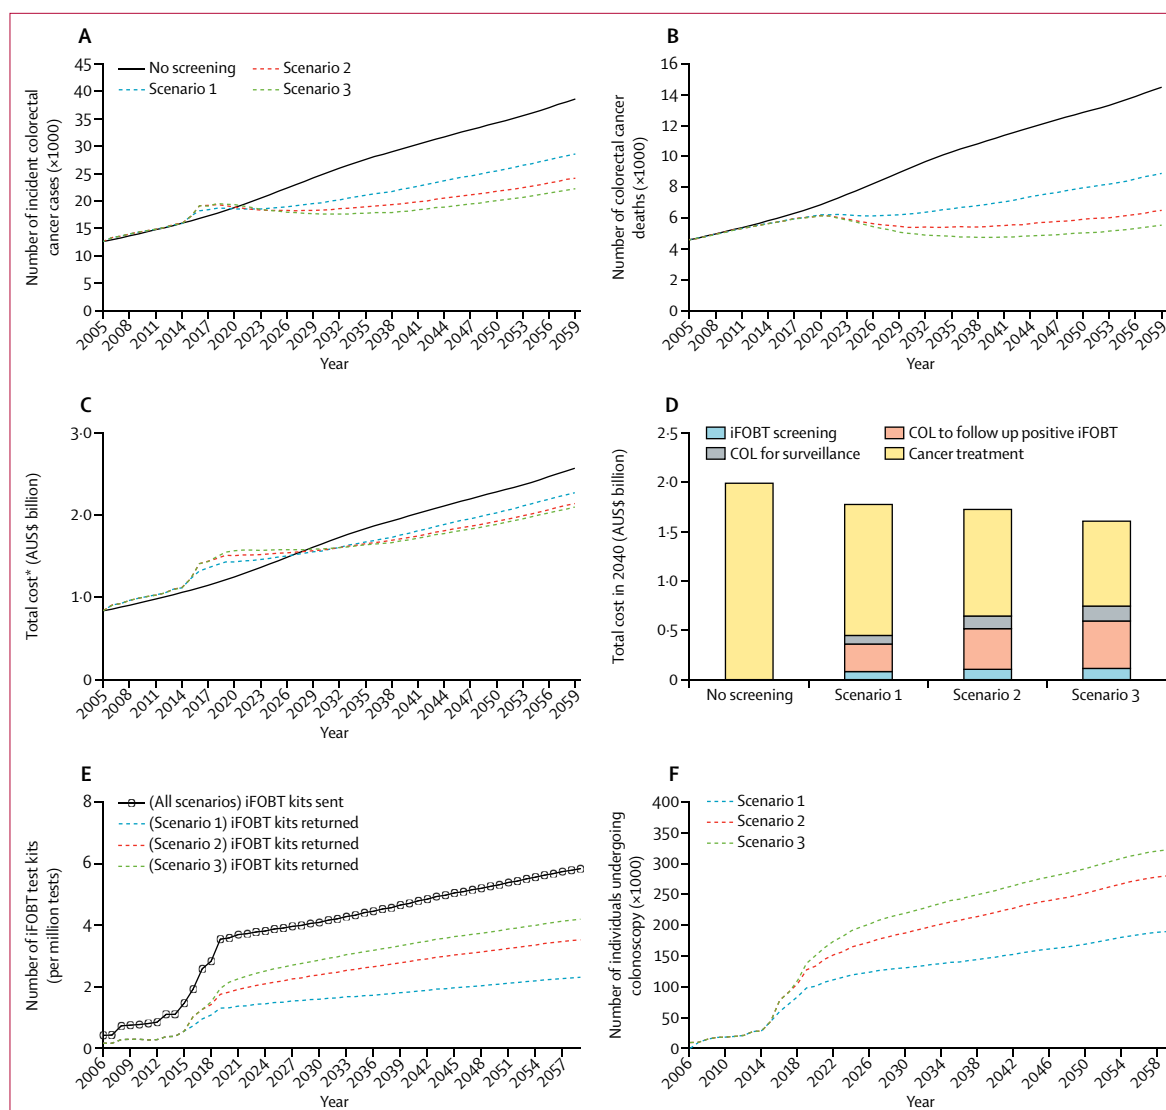 A
No screening
Scenario 1
Scenario 2
Scenario 3
Number of incident colorectal
cancer cases (×1000)
45
40
35
30
25
20
15
10
5
0
2005 2008 2011 2014 2017 2020 2023 2026 2029 2032 2035 2038 2041 2044 2047 2050 2053 2056 2059
Year
B
Number of colorectal cancer
deaths (×1000)
16
14
12
10
8
6
4
2
0
2005 2008 2011 2014 2017 2020 2023 2026 2029 2032 2035 2038 2041 2044 2047 2050 2053 2056 2059
Year
C
Total cost* (AUS$ billion)
3·0
2·0
1·0
0
2005 2008 2011 2014 2017 2020 2023 2026 2029 2032 2035 2038 2041 2044 2047 2050 2053 2056 2059
Year
D
iFOBT screening
COL for surveillance
COL to follow up positive iFOBT
Cancer treatment
Total cost in 2040 (AUS$ billion)
2·5
2·0
1·5
1·0
0·5
0
No screening Scenario 1 Scenario 2 Scenario 3
E
(All scenarios) iFOBT kits sent
(Scenario 1) iFOBT kits returned
(Scenario 2) iFOBT kits returned
(Scenario 3) iFOBT kits returned
Number of iFOBT test kits
(per million tests)
8
6
4
2
0
2006 2009 2012 2015 2018 2021 2024 2027 2030 2033 2036 2039 2042 2045 2048 2051 2054 2057
Year
F
Scenario 1
Scenario 2
Scenario 3
Number of individuals undergoing
colonoscopy (×1000)
400
350
300
250
200
150
100
50
0
2006 2010 2014 2018 2022 2026 2030 2034 2038 2042 2046 2050 2054 2058
Year